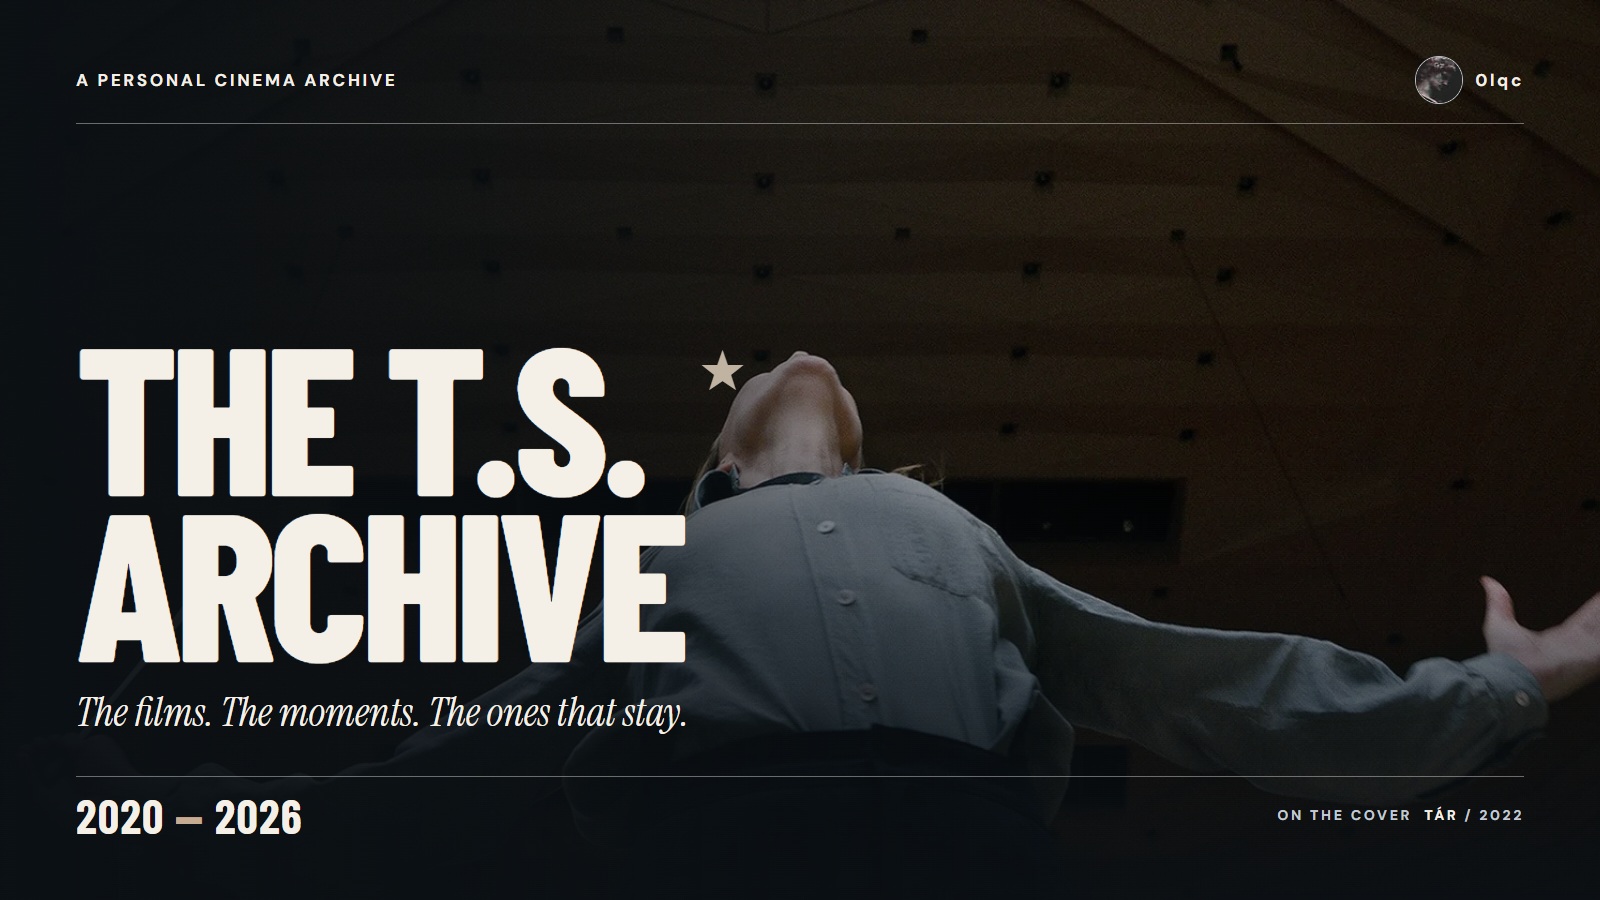 A PERSONAL CINEMA ARCHIVE
0lqc
THE T.S.
ARCHIVE
The films. The moments. The ones that stay.
2020 — 2026
ON THE COVER TÁR / 2022